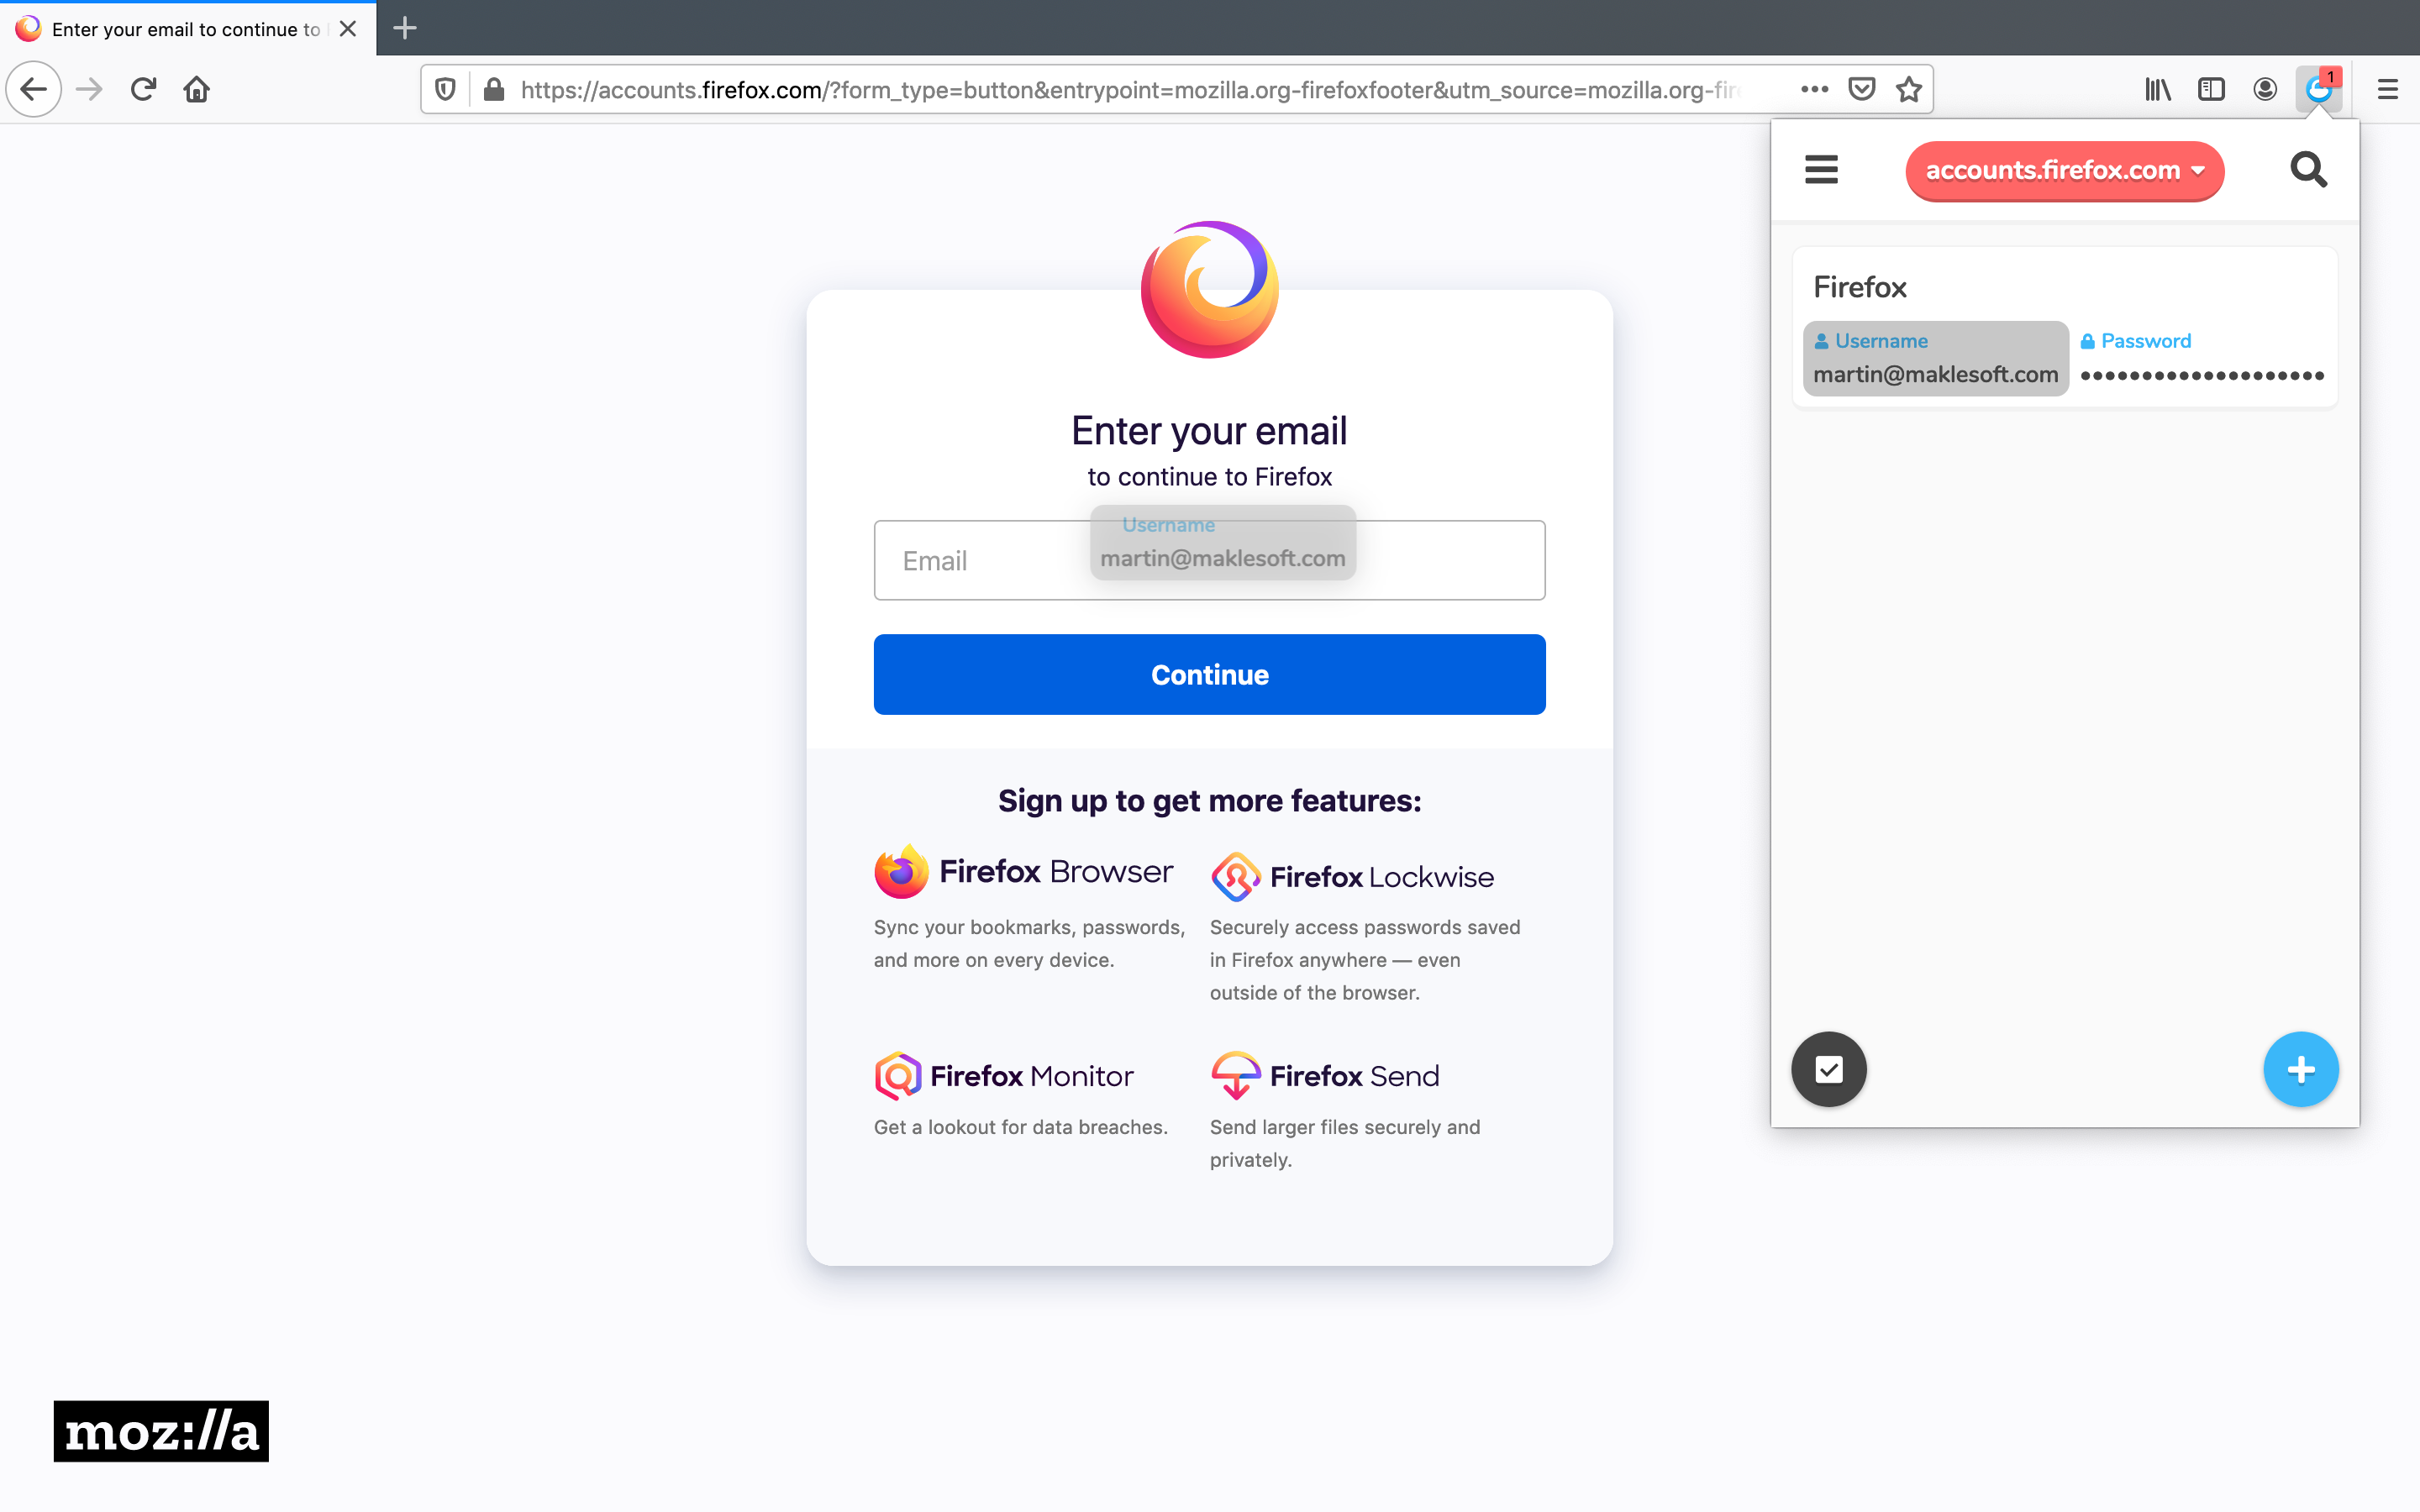 Enter your email to continue to
https://accounts.firefox.com/?form_type=button&entrypoint=mozilla.org-firefoxfooter&utm_source=mozilla.org-fire
1
accounts.firefox.com
Firefox
Username
Password
martin@maklesoft.com
••••••••••••••••••••
Enter your email
to continue to Firefox
Email
Username
martin@maklesoft.com
Continue
Sign up to get more features:
Firefox Browser
Sync your bookmarks, passwords,
and more on every device.
Firefox Lockwise
Securely access passwords saved
in Firefox anywhere — even
outside of the browser.
Firefox Monitor
Get a lookout for data breaches.
Firefox Send
Send larger files securely and
privately.
moz://a